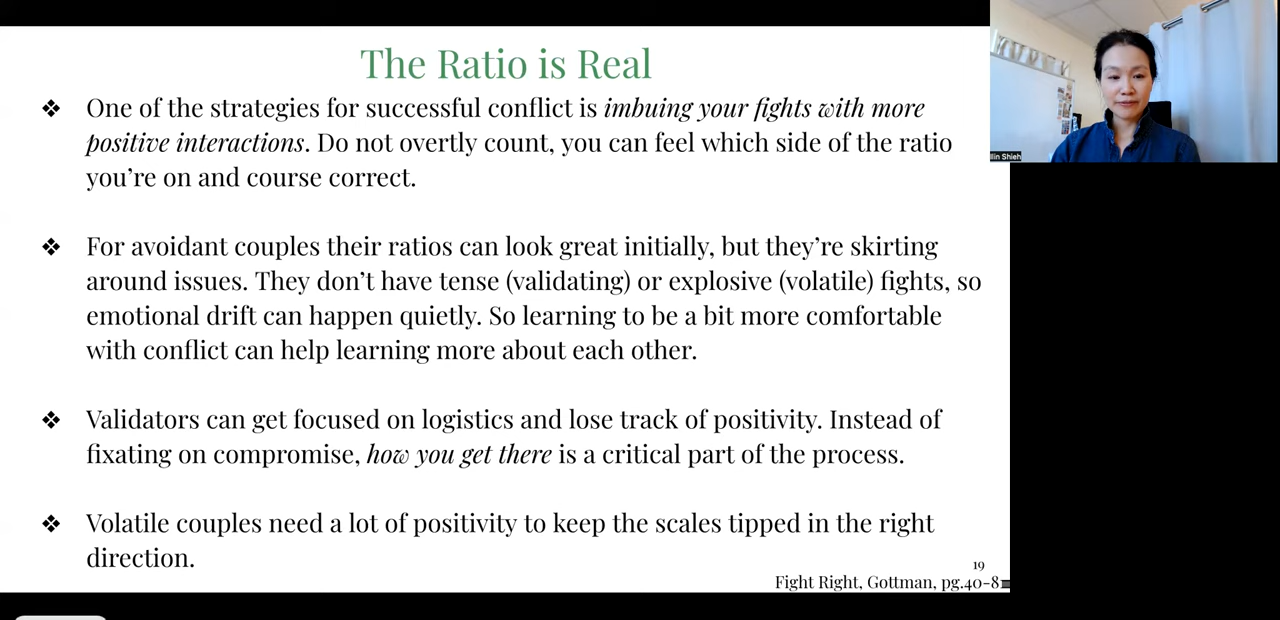 The Ratio is Real
❖ One of the strategies for successful conflict is imbuing your fights with more
positive interactions. Do not overtly count, you can feel which side of the ratio
you’re on and course correct.
❖ For avoidant couples their ratios can look great initially, but they’re skirting
around issues. They don’t have tense (validating) or explosive (volatile) fights, so
emotional drift can happen quietly. So learning to be a bit more comfortable
with conflict can help learning more about each other.
❖ Validators can get focused on logistics and lose track of positivity. Instead of
fixating on compromise, how you get there is a critical part of the process.
❖ Volatile couples need a lot of positivity to keep the scales tipped in the right
direction.
19
Fight Right, Gottman, pg.40-8
Shieh